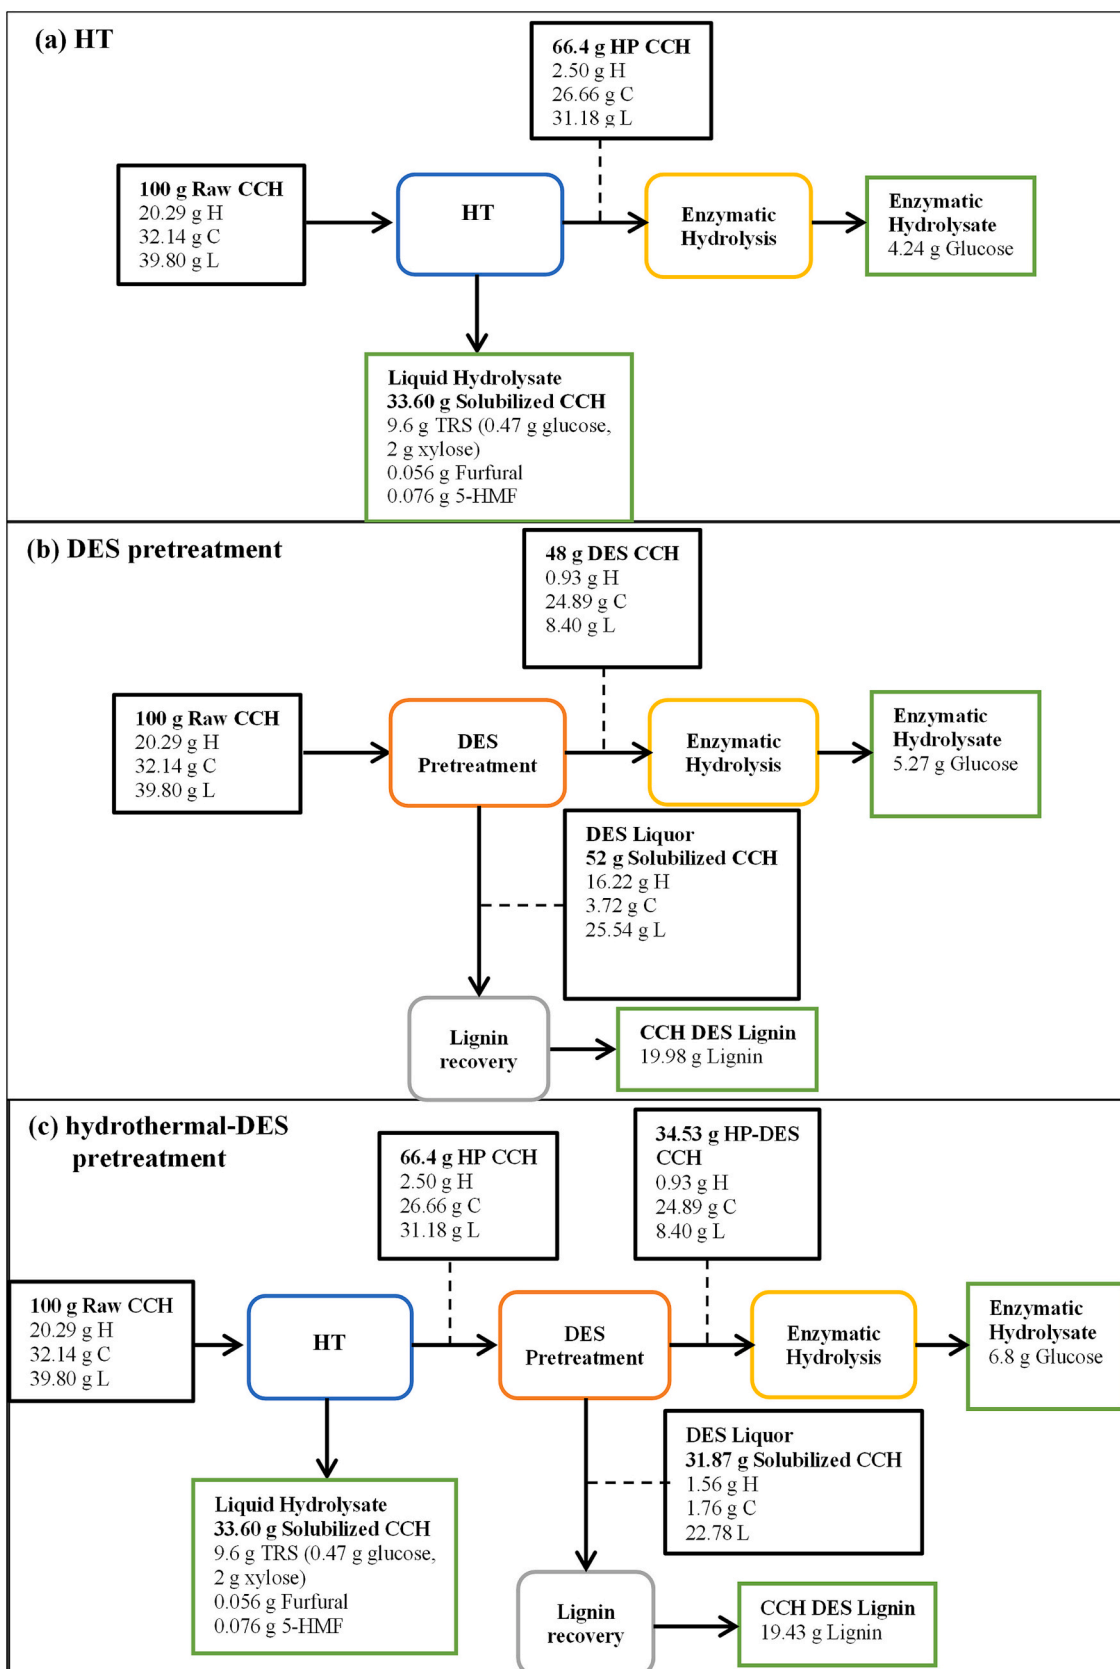 (a) HT
66.4 g HP CCH
2.50 g H
26.66 g C
31.18 g L
100 g Raw CCH
20.29 g H
32.14 g C
39.80 g L
HT
Enzymatic
Hydrolysis
Enzymatic
Hydrolysate
4.24 g Glucose
Liquid Hydrolysate
33.60 g Solubilized CCH
9.6 g TRS (0.47 g glucose,
2 g xylose)
0.056 g Furfural
0.076 g 5-HMF
(b) DES pretreatment
48 g DES CCH
0.93 g H
24.89 g C
8.40 g L
100 g Raw CCH
20.29 g H
32.14 g C
39.80 g L
DES
Pretreatment
Enzymatic
Hydrolysis
Enzymatic
Hydrolysate
5.27 g Glucose
DES Liquor
52 g Solubilized CCH
16.22 g H
3.72 g C
25.54 g L
Lignin
recovery
CCH DES Lignin
19.98 g Lignin
(c) hydrothermal-DES
pretreatment
66.4 g HP CCH
2.50 g H
26.66 g C
31.18 g L
34.53 g HP-DES
CCH
0.93 g H
24.89 g C
8.40 g L
100 g Raw CCH
20.29 g H
32.14 g C
39.80 g L
HT
DES
Pretreatment
Enzymatic
Hydrolysis
Enzymatic
Hydrolysate
6.8 g Glucose
DES Liquor
31.87 g Solubilized CCH
1.56 g H
1.76 g C
22.78 L
Liquid Hydrolysate
33.60 g Solubilized CCH
9.6 g TRS (0.47 g glucose,
2 g xylose)
0.056 g Furfural
0.076 g 5-HMF
Lignin
recovery
CCH DES Lignin
19.43 g Lignin